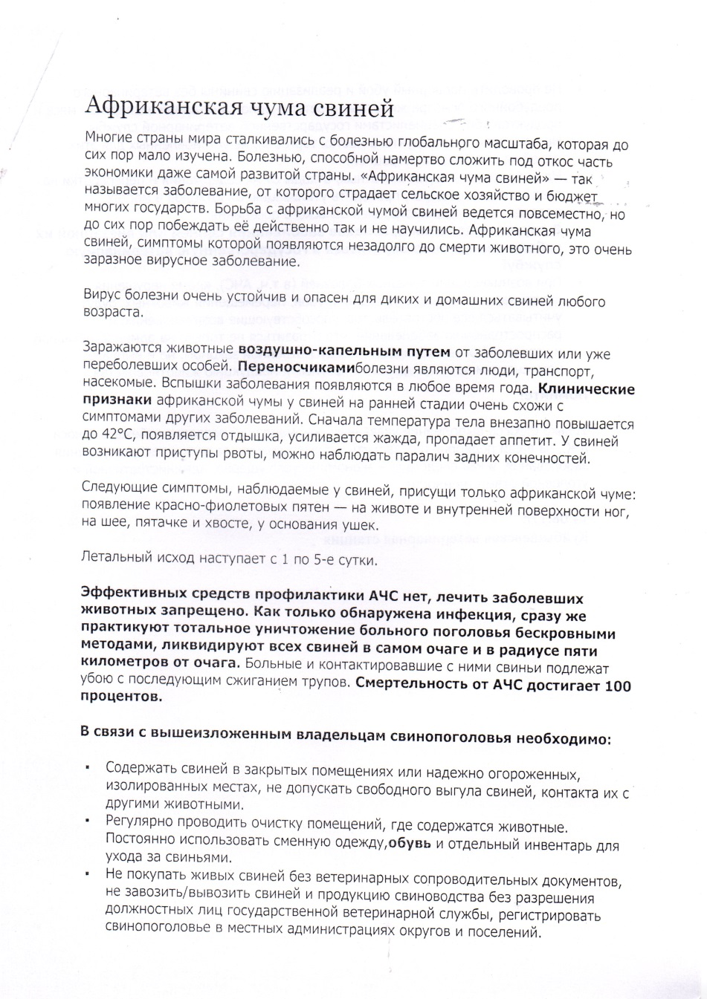 Африканская чума свиней
Многие страны мира сталкивались с болезнью глобального масштаба, которая до
сих пор мало изучена. Болезнью, способной намертво сложить под откос часть
экономики даже самой развитой страны. «Африканская чума свиней» — так
называется заболевание, от которого страдает сельское хозяйство и бюджет
многих государств. Борьба с африканской чумой свиней ведется повсеместно, но
до сих пор побеждать её действенно так и не научились. Африканская чума
свиней, симптомы которой появляются незадолго до смерти животного, это очень
заразное вирусное заболевание.
Вирус болезни очень устойчив и опасен для диких и домашних свиней любого
возраста.
Заражаются животные воздушно-капельным путем от заболевших или уже
переболевших особей. Переносчикамиболезни являются люди, транспорт,
насекомые. Вспышки заболевания появляются в любое время года. Клинические
признаки африканской чумы у свиней на ранней стадии очень схожи с
симптомами других заболеваний. Сначала температура тела внезапно повышается
до 42°С, появляется отдышка, усиливается жажда, пропадает аппетит. У свиней
возникают приступы рвоты, можно наблюдать паралич задних конечностей.
Следующие симптомы, наблюдаемые у свиней, присущи только африканской чуме:
появление красно-фиолетовых пятен — на животе и внутренней поверхности ног,
на шее, пятачке и хвосте, у основания ушек.
Летальный исход наступает с 1 по 5-е сутки.
Эффективных средств профилактики АЧС нет, лечить заболевших
животных запрещено. Как только обнаружена инфекция, сразу же
практикуют тотальное уничтожение больного поголовья бескровными
методами, ликвидируют всех свиней в самом очаге и в радиусе пяти
километров от очага. Больные и контактировавшие с ними свиньи подлежат
убою с последующим сжиганием трупов. Смертельность от АЧС достигает 100
процентов.
В связи с вышеизложенным владельцам свинопоголовья необходимо:
▪ Содержать свиней в закрытых помещениях или надежно огороженных,
изолированных местах, не допускать свободного выгула свиней, контакта их с
другими животными.
▪ Регулярно проводить очистку помещений, где содержатся животные.
Постоянно использовать сменную одежду,обувь и отдельный инвентарь для
ухода за свиньями.
▪ Не покупать живых свиней без ветеринарных сопроводительных документов,
не завозить/вывозить свиней и продукцию свиноводства без разрешения
должностных лиц государственной ветеринарной службы, регистрировать
свинопоголовье в местных администрациях округов и поселений.